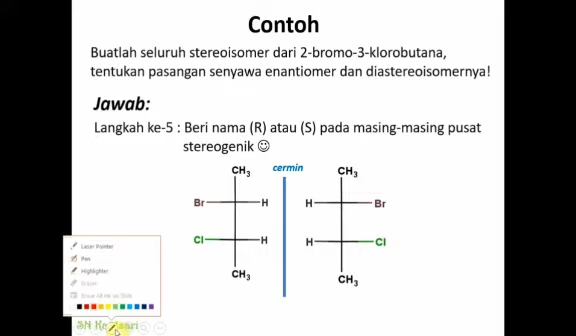 Contoh
Buatlah seluruh stereoisomer dari 2-bromo-3-klorobutana,
tentukan pasangan senyawa enantiomer dan diastereoisomernya!
Jawab:
Langkah ke-5 : Beri nama (R) atau (S) pada masing-masing pusat
stereogenik ☺
CH₃ cermin CH₃
Br H H Br
Cl H H Cl
CH₃ CH₃
Laser Pointer
Pen
Highlighter
Eraser
Erase All Ink on Slide